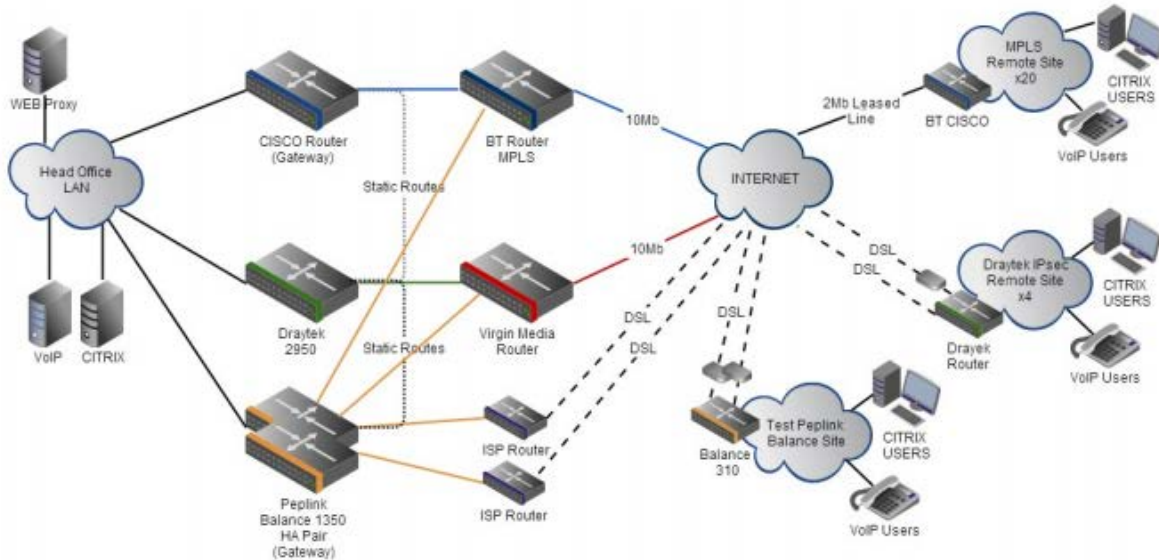 WEB Proxy
Head Office
LAN
VoIP
CITRIX
CISCO Router
(Gateway)
BT Router
MPLS
Static Routes
Draytek
2950
Virgin Media
Router
Static Routes
Peplink
Balance 1350
HA Pair
(Gateway)
ISP Router
ISP Router
10Mb
10Mb
INTERNET
DSL
DSL
DSL
2Mb Leased
Line
BT CISCO
MPLS
Remote Site
x20
CITRIX
USERS
VoIP Users
DSL
DSL
Drayek
Router
Draytek IPsec
Remote Site
x4
CITRIX
USERS
VoIP Users
Balance
310
Test Peplink
Balance Site
CITRIX
USERS
VoIP Users